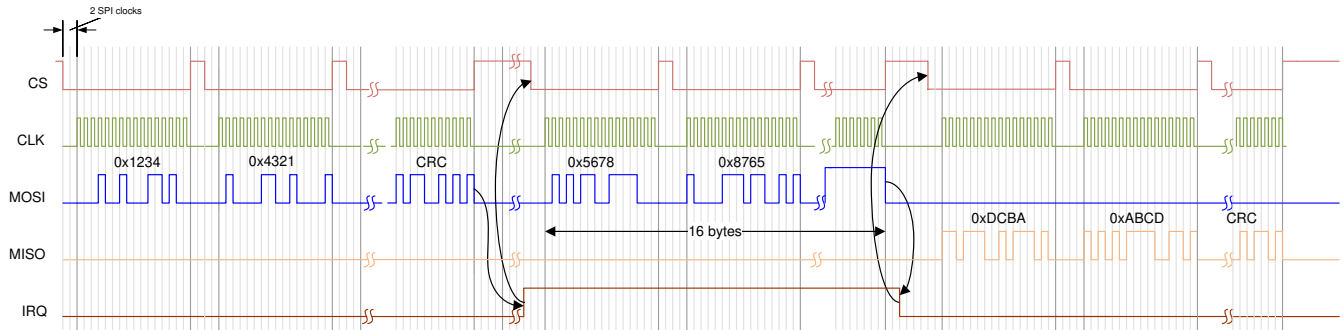 2 SPI clocks
CS
CLK
0x1234 0x4321 CRC 0x5678 0x8765
MOSI
0xDCBA 0xABCD CRC
16 bytes
MISO
IRQ